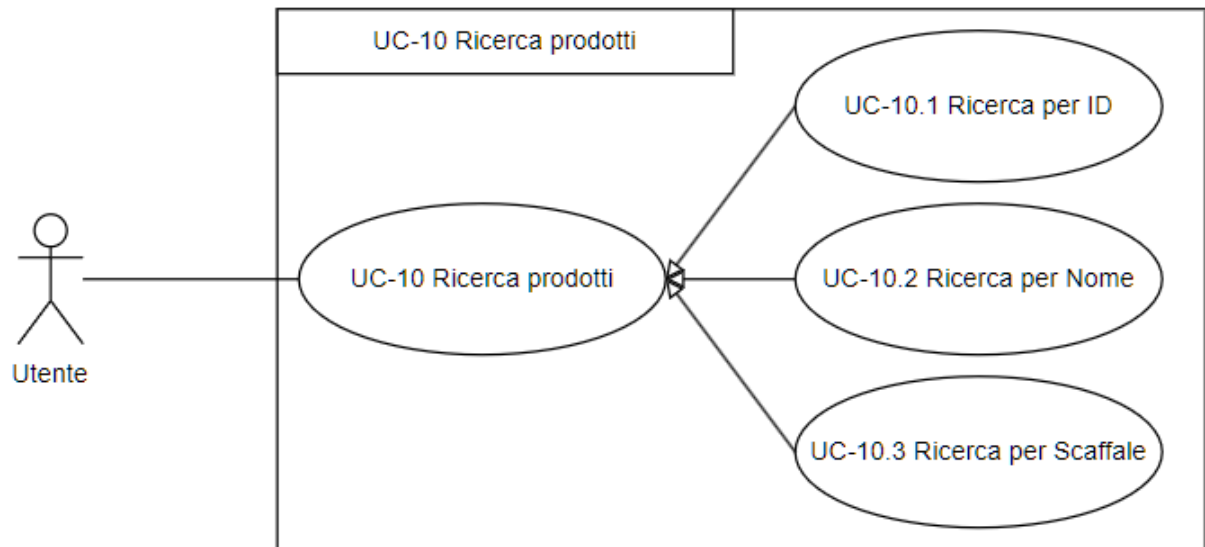 UC-10 Ricerca prodotti
UC-10.1 Ricerca per ID
UC-10 Ricerca prodotti
UC-10.2 Ricerca per Nome
Utente
UC-10.3 Ricerca per Scaffale